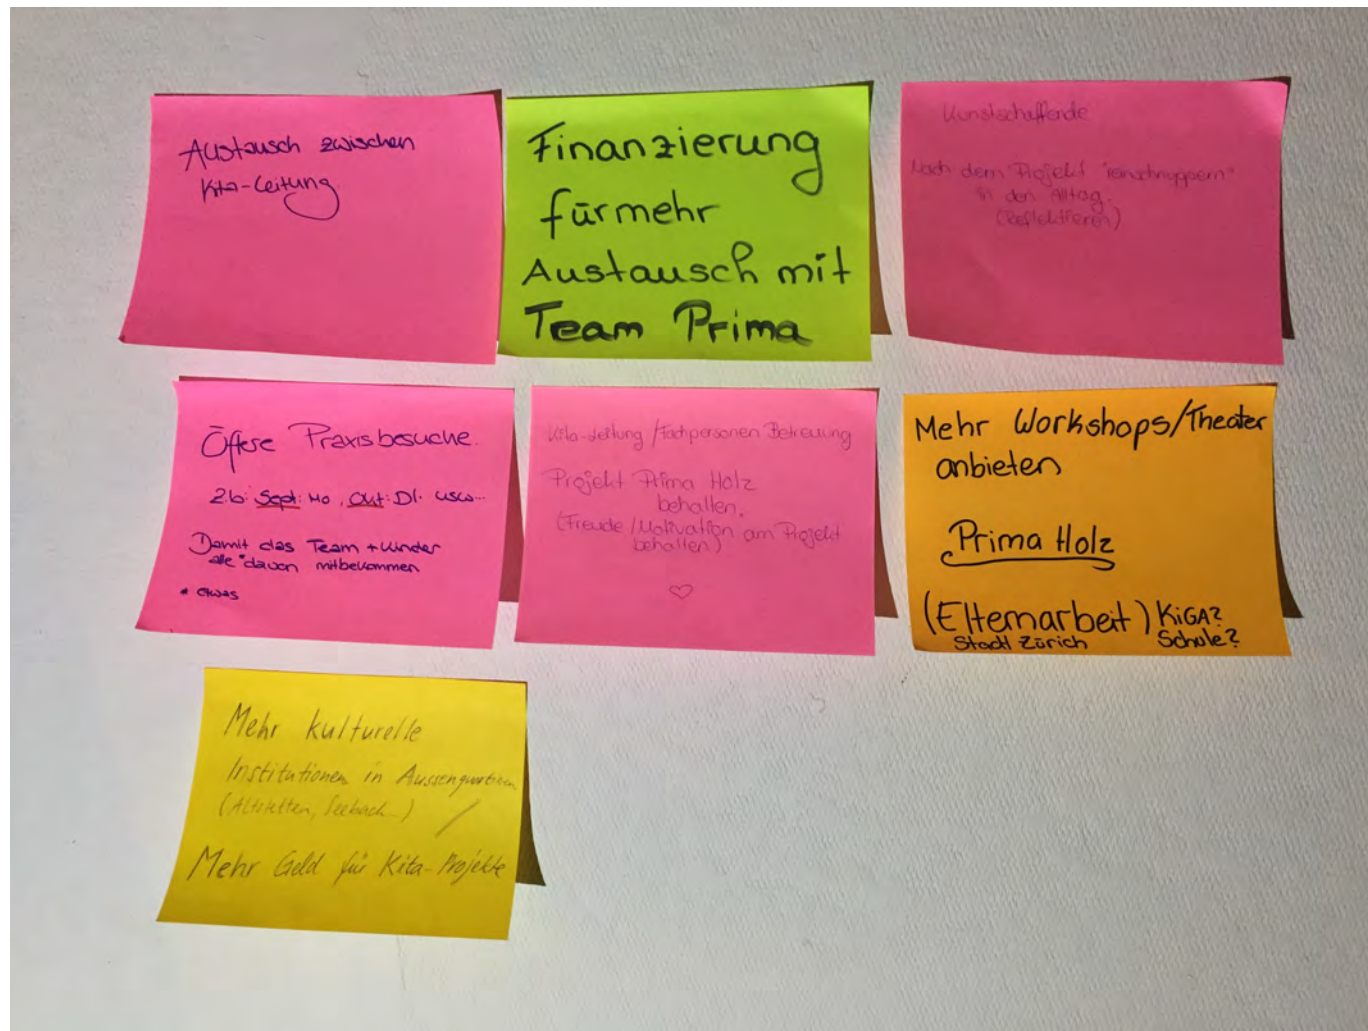 Austausch zwischen
Kita-Leitung
Finanzierung
für mehr
Austausch mit
Team Prima
Kunstschaffende
Nach dem Projekt "reinschnuppern"
in den Alltag.
(Reflektieren)
Öftere Praxisbesuche.
z.b: Sept: Mo, Okt: Di. usw...
Damit das Team + Kinder
alle * davon mitbekommen
* etwas
Kita-Leitung / Fachpersonen Betreuung
Projekt Prima Holz
behalten.
(Freude / Motivation am Projekt
behalten)
♡
Mehr Workshops/Theater
anbieten
Prima Holz
(Elternarbeit) KIGA?
Stadt Zürich Schule?
Mehr kulturelle
Institutionen in Aussenquartieren
(Altstetten, Seebach...)
Mehr Geld für Kita-Projekte